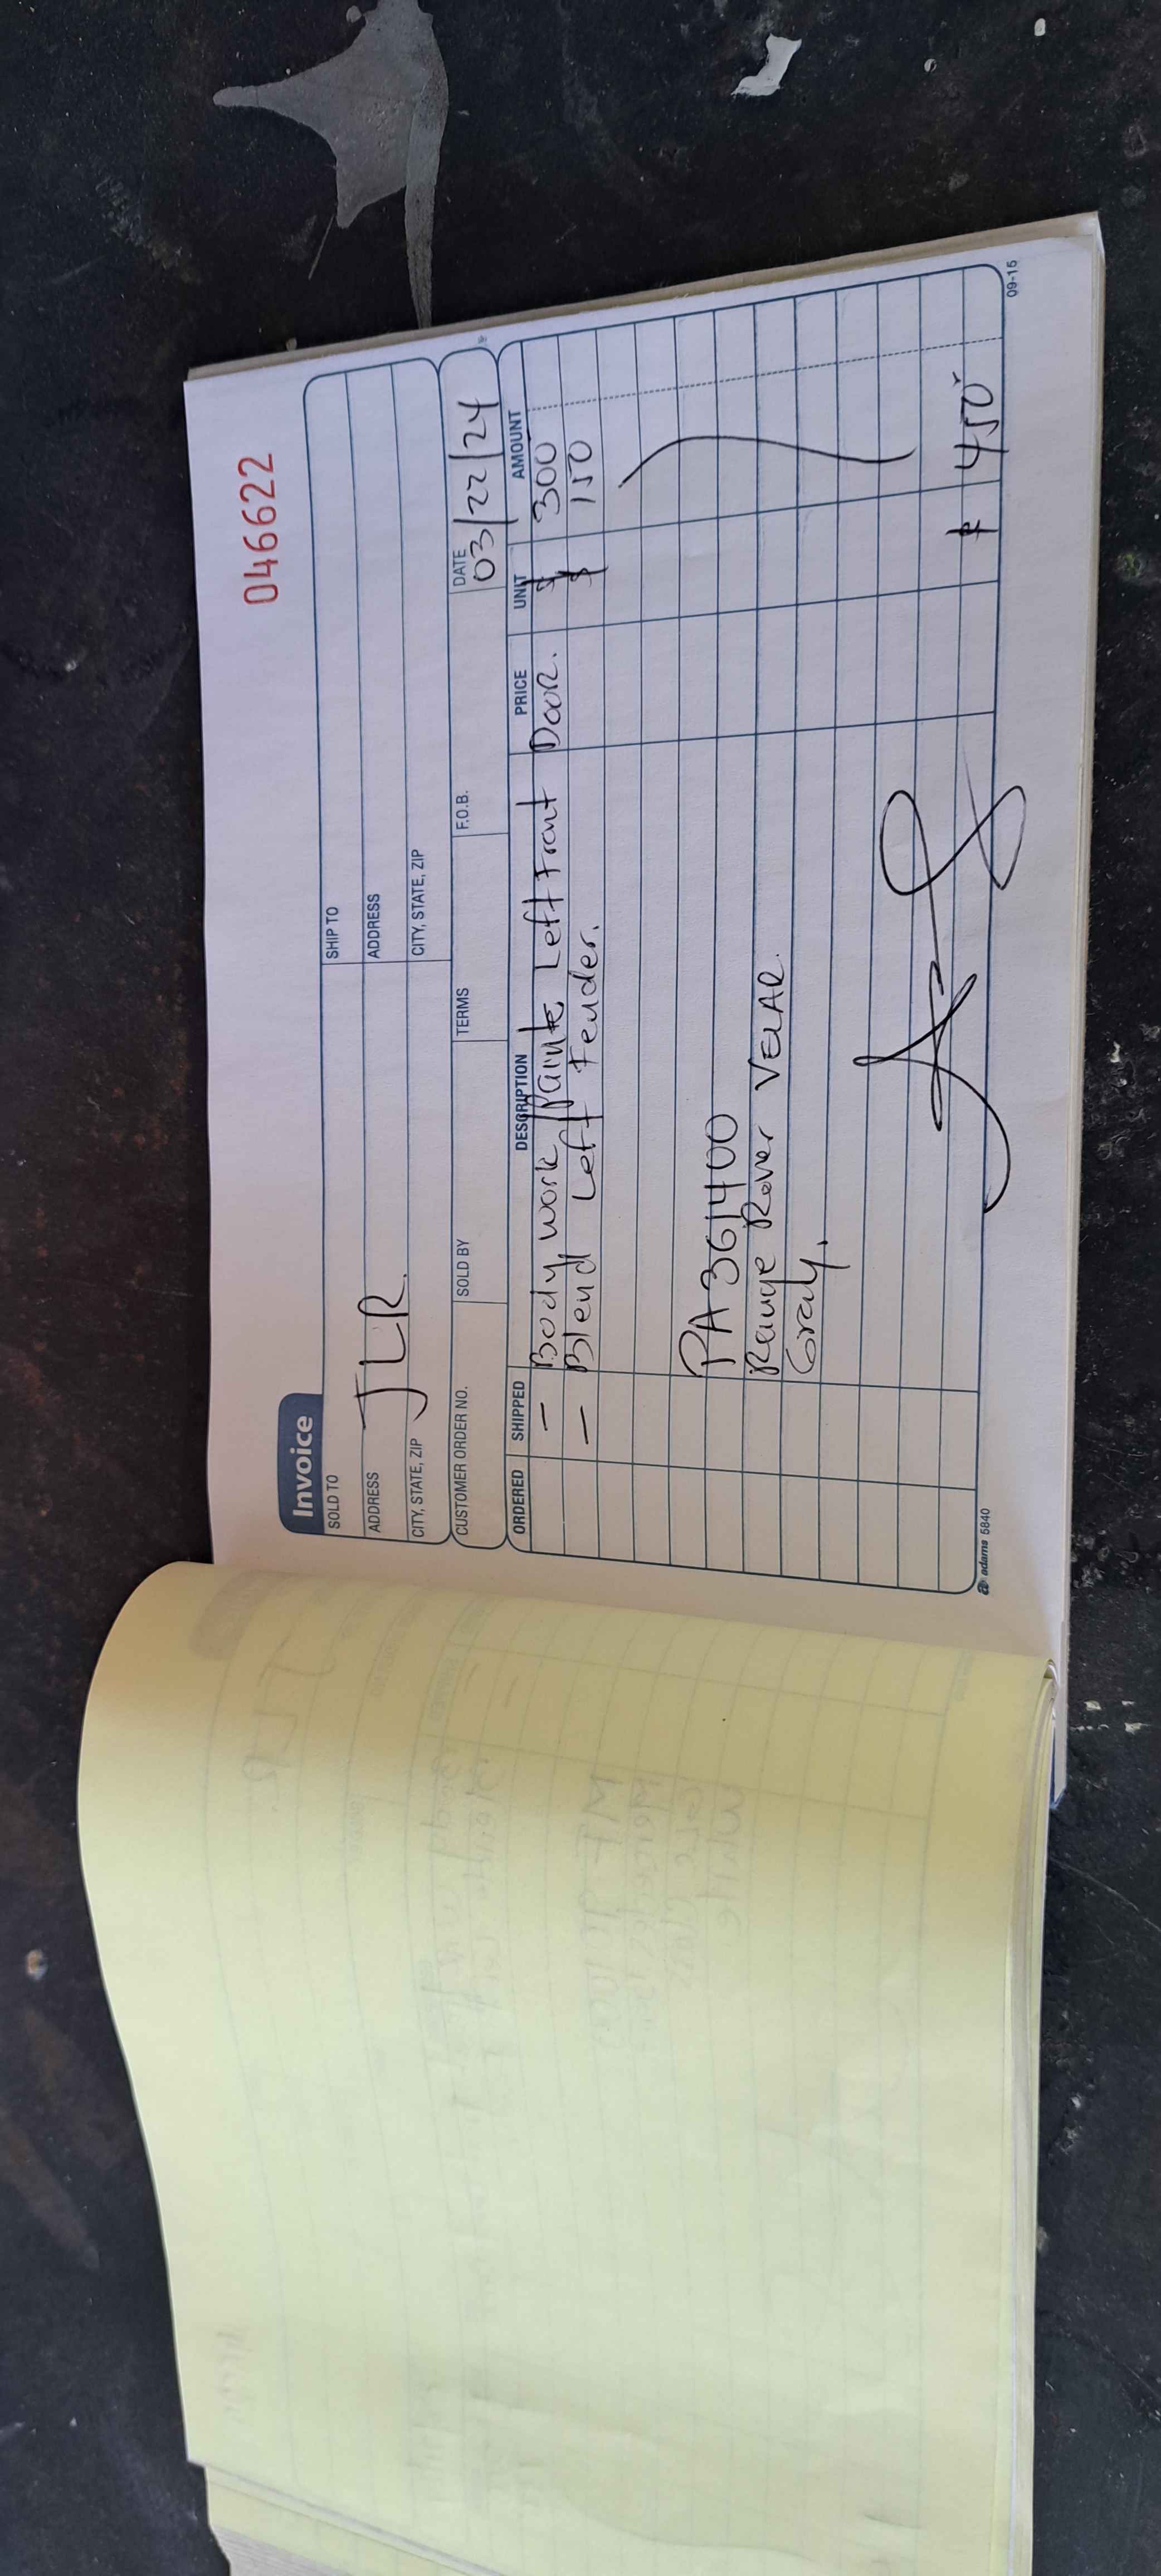 046622
Invoice
SOLD TO
SHIP TO
ADDRESS
JLR.
ADDRESS
CITY, STATE, ZIP
CITY, STATE, ZIP
CUSTOMER ORDER NO.
SOLD BY
TERMS
F.O.B.
DATE
03/22/24
ORDERED SHIPPED DESCRIPTION PRICE UNIT AMOUNT
— Body work/Paint Left Front Door. $ 300
— Blend Left Fender. $ 150
PA361400
Range Rover VELAR.
Gray.
$ 450
adams 5840
09-15